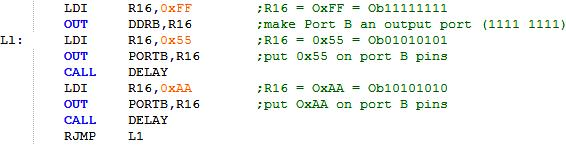 LDI R16,0xFF ;R16 = OxFF = Ob11111111
OUT DDRB,R16 ;make Port B an output port (1111 1111)
L1: LDI R16,0x55 ;R16 = 0x55 = Ob01010101
OUT PORTB,R16 ;put 0x55 on port B pins
CALL DELAY
LDI R16,0xAA ;R16 = OxAA = Ob10101010
OUT PORTB,R16 ;put OxAA on port B pins
CALL DELAY
RJMP L1